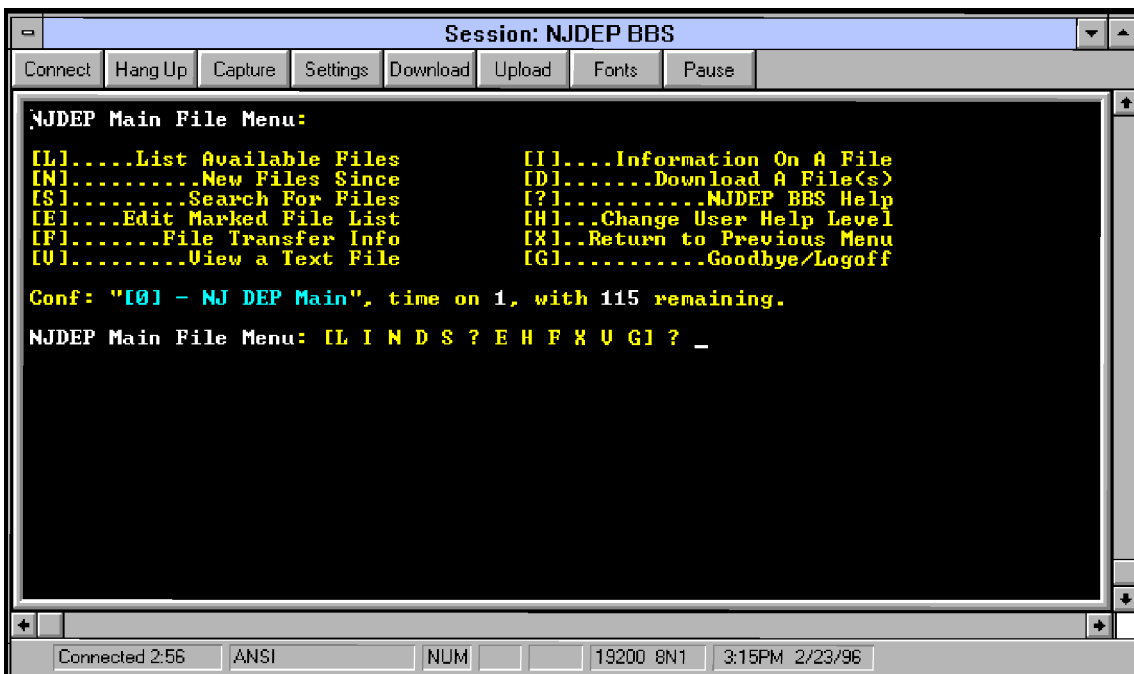 Session: NJDEP BBS
Connect Hang Up Capture Settings Download Upload Fonts Pause
NJDEP Main File Menu:
[L].....List Available Files [I]....Information On A File
[N]..........New Files Since [D].......Download A File(s)
[S].........Search For Files [?]...........NJDEP BBS Help
[E]....Edit Marked File List [H]...Change User Help Level
[F]........File Transfer Info [X]..Return to Previous Menu
[V].........View a Text File [G]...........Goodbye/Logoff
Conf: "[0] - NJ DEP Main", time on 1, with 115 remaining.
NJDEP Main File Menu: [L I N D S ? E H F X V G] ? _
Connected 2:56 ANSI NUM 19200 8N1 3:15PM 2/23/96